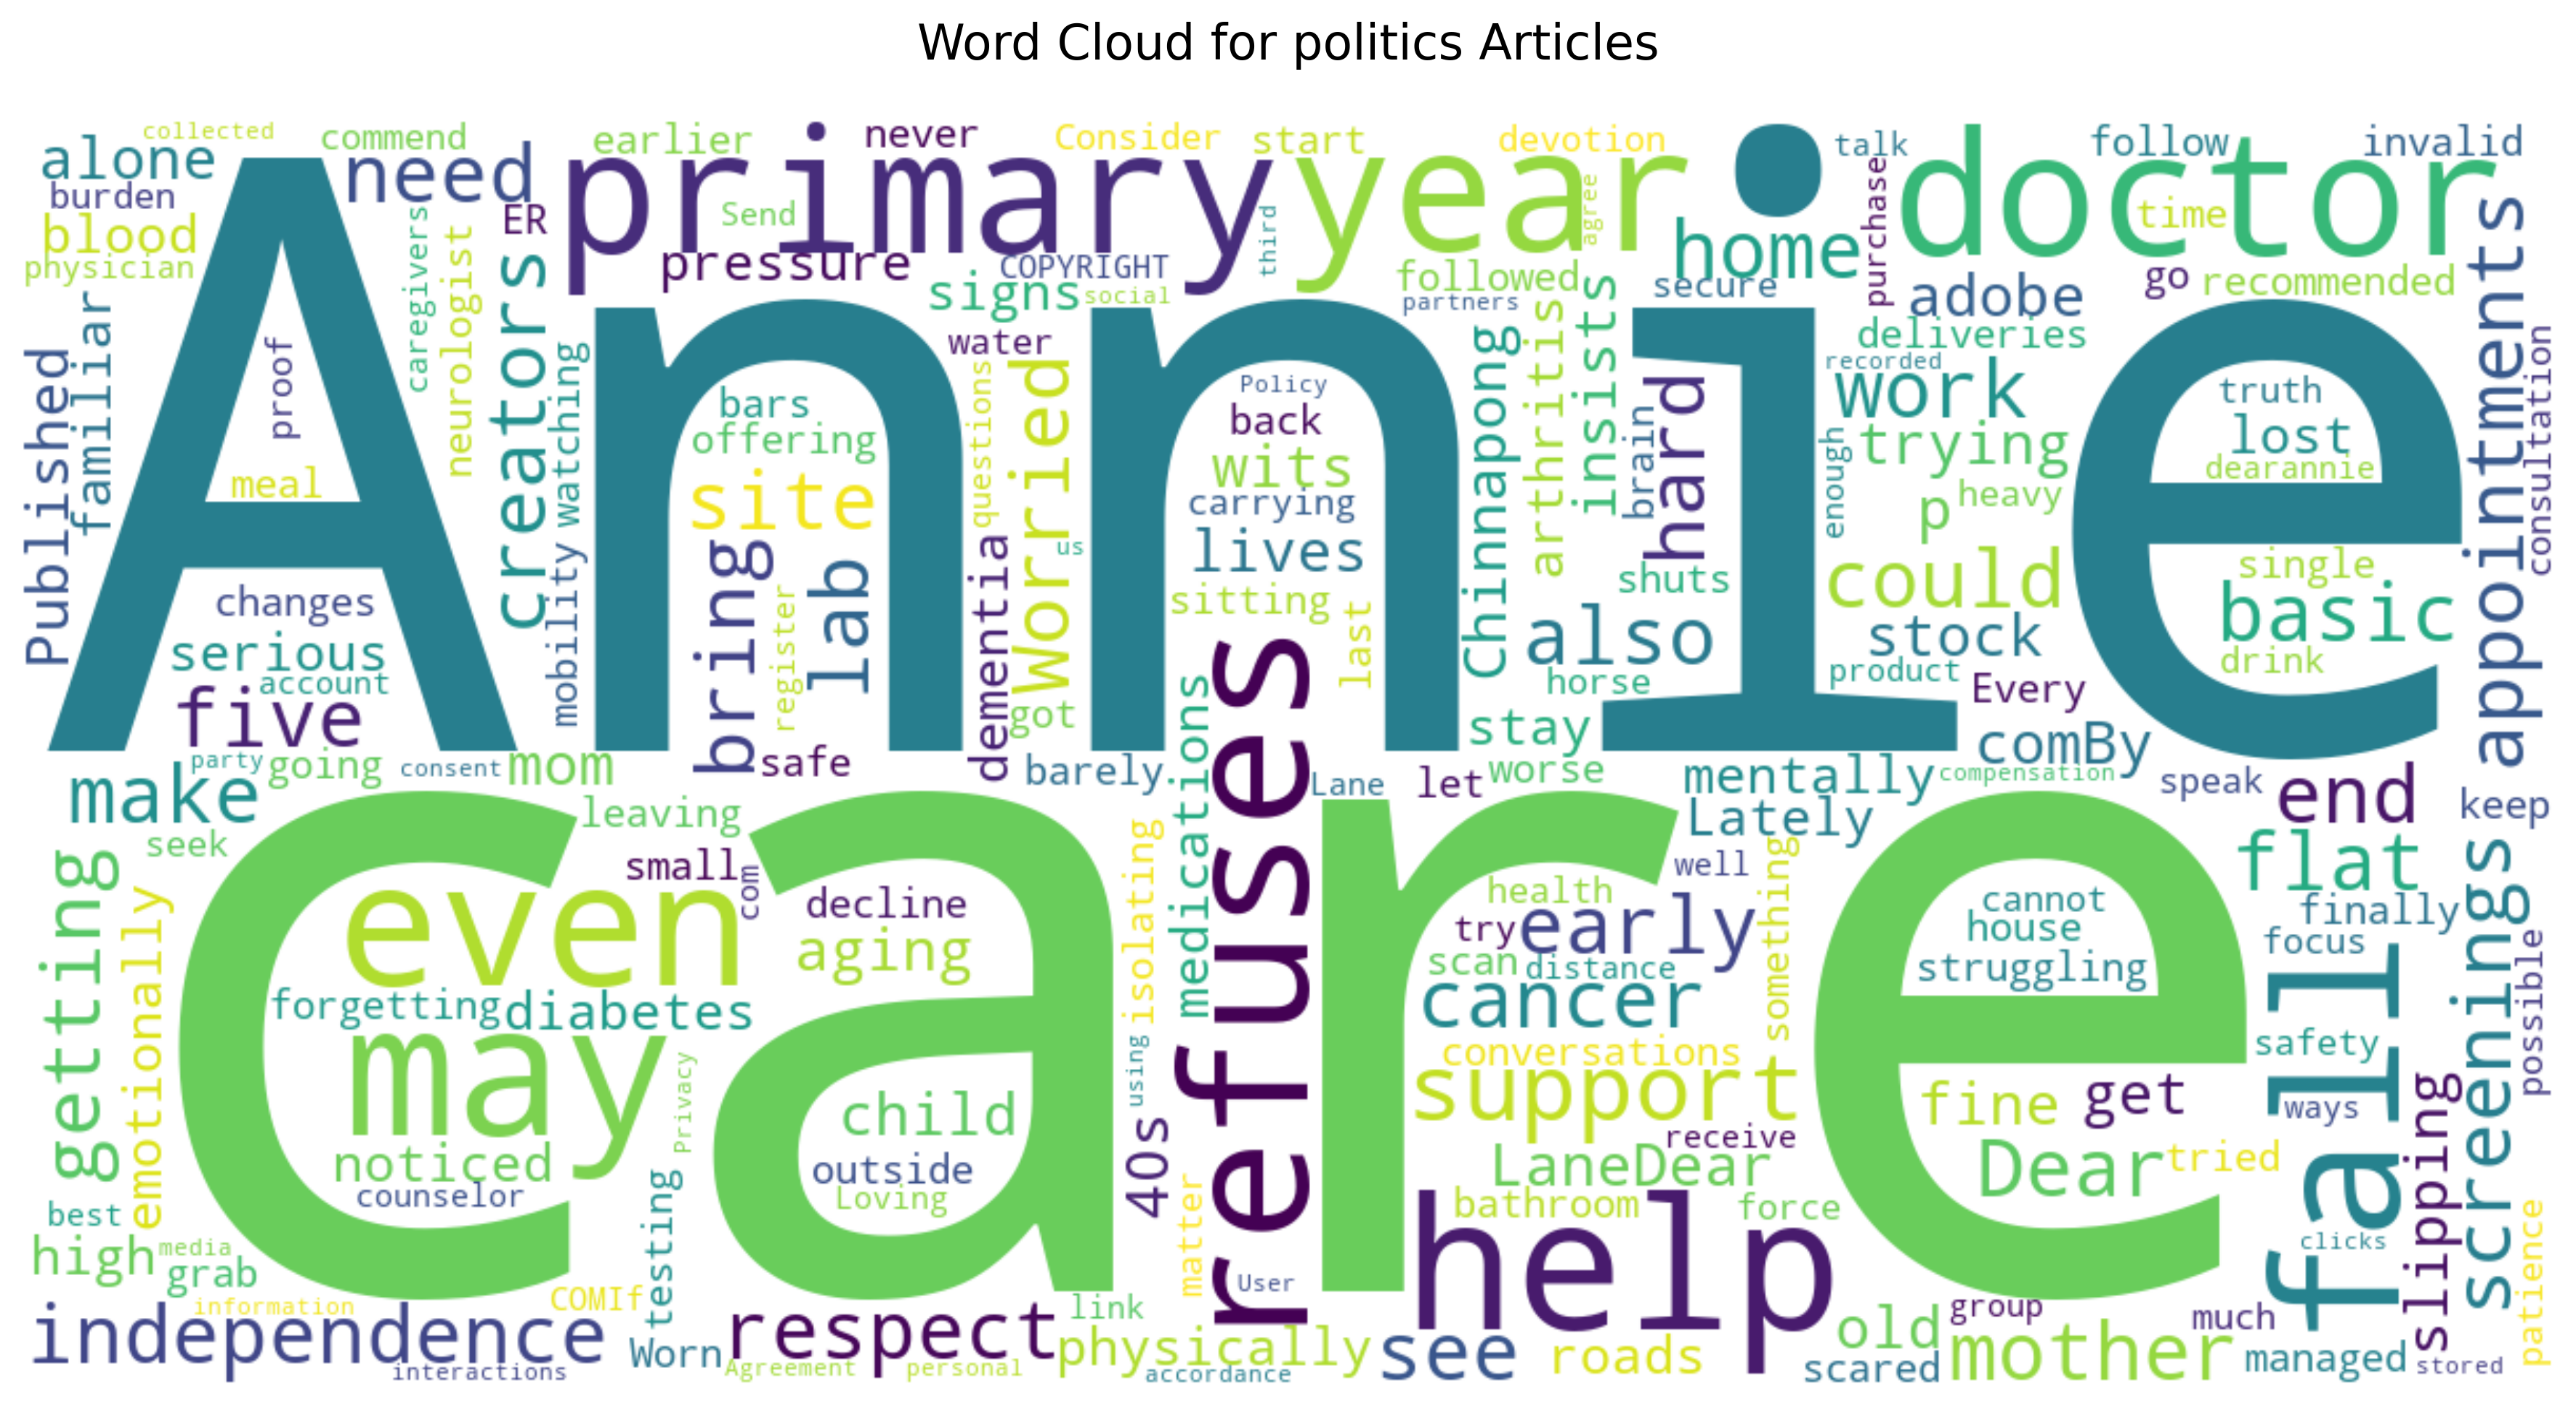 Word Cloud for politics Articles
collected
commend
earlier
never
Consider
start
devotion
talk
follow
invalid
alone
need
primary
year
doctor
burden
ER
Send
third
agree
home
purchase
time
blood
physician
caregivers
neurologist
creators
pressure
COPYRIGHT
signs
social
followed
partners
secure
adobe
go
recommended
appointments
Annie
Published
familiar
proof
meal
watching
water
bars
offering
site
questions
Worried
Policy
back
wits
carrying
lives
Chinnapong
arthritis
insists
brain
hard
deliveries
recorded
work
enough
trying
p
heavy
truth
lost
dearannie
consultation
changes
serious
account
five
mobility
bring
register
lab
dementia
us
got
sitting
last
shuts
also
horse
could
stock
product
Every
single
basic
drink
party
going
consent
mom
safe
barely
medications
refuses
Lane
stay
let
worse
mentally
comBy
compensation
Lately
speak
end
keep
make
seek
leaving
small
com
decline
aging
isolating
health
well
try
early
something
flat
finally
focus
screenings
Care
getting
emotionally
even
forgetting
diabetes
may
noticed
counselor
Privacy
child
outside
Loving
using
40s
matter
scan
distance
cancer
conversations
support
receive
LaneDear
bathroom
force
cannot
house
struggling
fine
get
Dear
tried
safety
fall
ways
clicks
slipping
possible
patience
best
high
media
grab
information
COMIf
testing
independence
interactions
Worn
respect
Agreement
personal
link
physically
accordance
User
help
see
roads
old
group
scared
mother
much
managed
stored